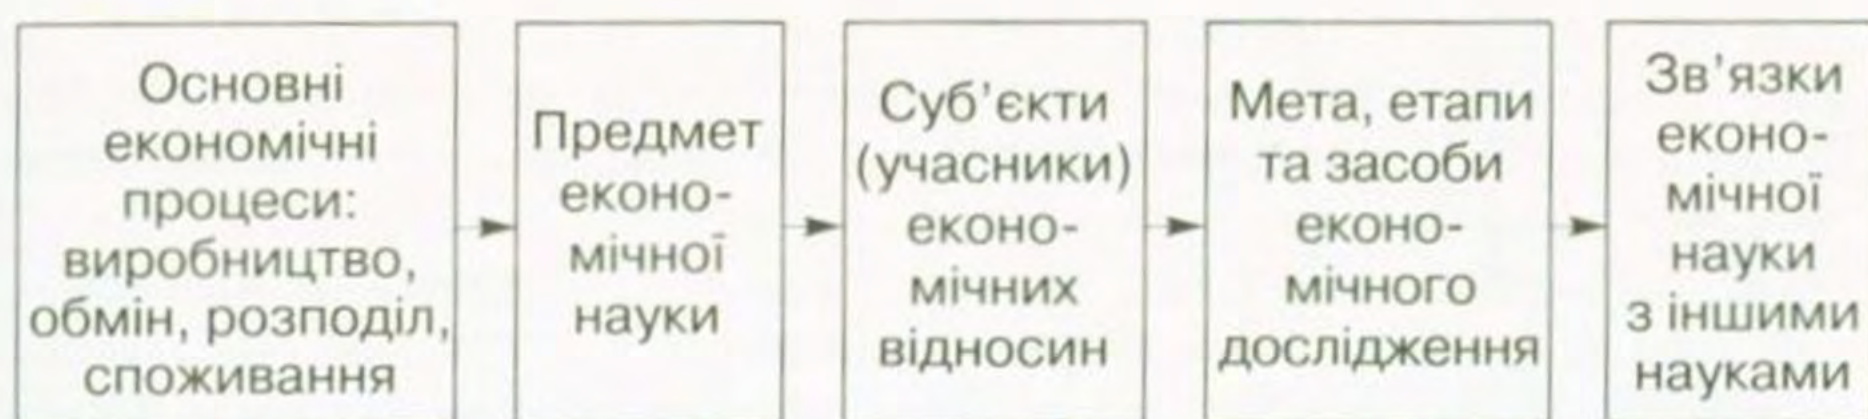 Основні
економічні
процеси:
виробництво,
обмін, розподіл,
споживання
Предмет
еконо-
мічної
науки
Суб’єкти
(учасники)
еконо-
мічних
відносин
Мета, етапи
та засоби
еконо-
мічного
дослідження
Зв’язки
еконо-
мічної
науки
з іншими
науками